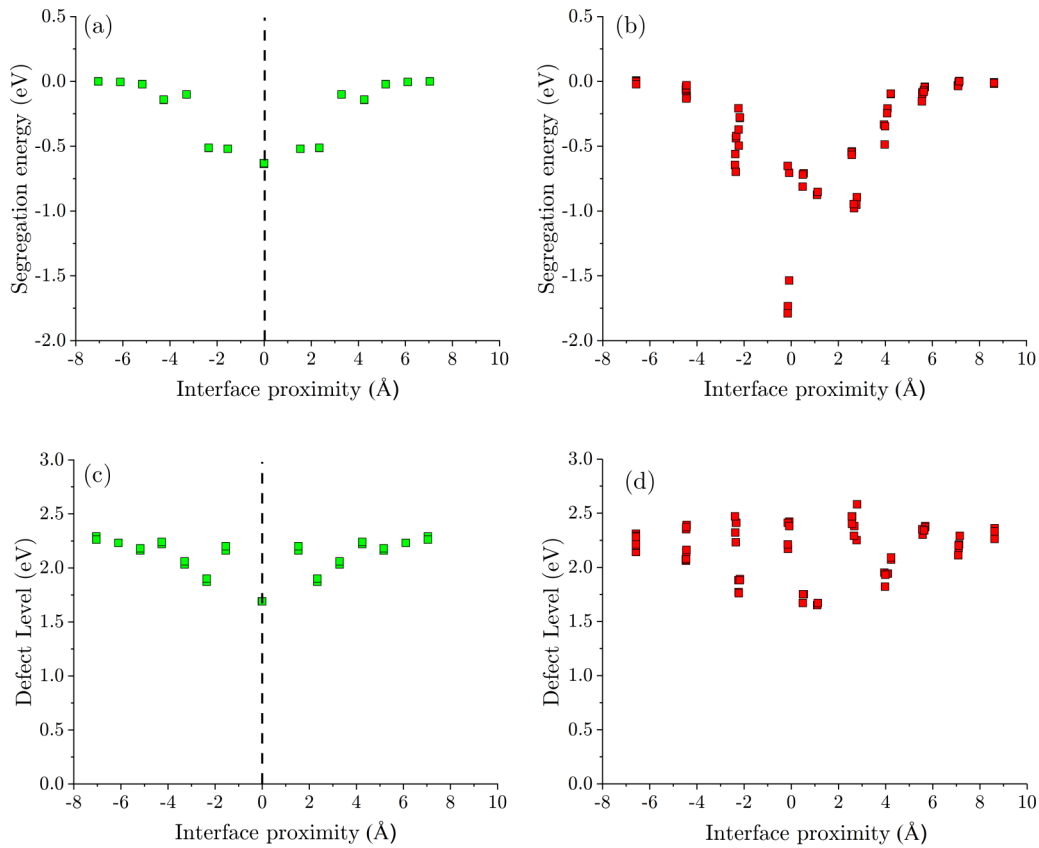 (a)
Segregation energy (eV)
0.5
0.0
-0.5
-1.0
-1.5
-2.0
-8 -6 -4 -2 0 2 4 6 8 10
Interface proximity (Å)
(b)
Segregation energy (eV)
0.5
0.0
-0.5
-1.0
-1.5
-2.0
-8 -6 -4 -2 0 2 4 6 8 10
Interface proximity (Å)
(c)
Defect Level (eV)
3.0
2.5
2.0
1.5
1.0
0.5
0.0
-8 -6 -4 -2 0 2 4 6 8 10
Interface proximity (Å)
(d)
Defect Level (eV)
3.0
2.5
2.0
1.5
1.0
0.5
0.0
-8 -6 -4 -2 0 2 4 6 8 10
Interface proximity (Å)